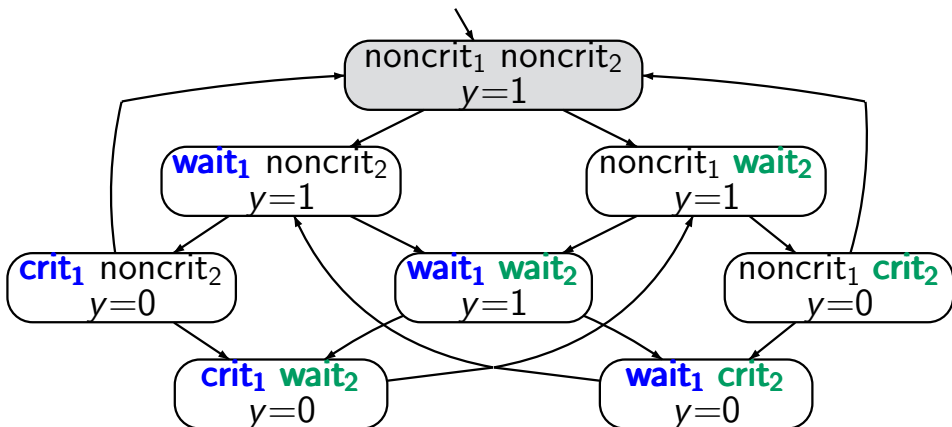 noncrit₁ noncrit₂
y=1
wait₁ noncrit₂
y=1
noncrit₁ wait₂
y=1
crit₁ noncrit₂
y=0
wait₁ wait₂
y=1
noncrit₁ crit₂
y=0
crit₁ wait₂
y=0
wait₁ crit₂
y=0